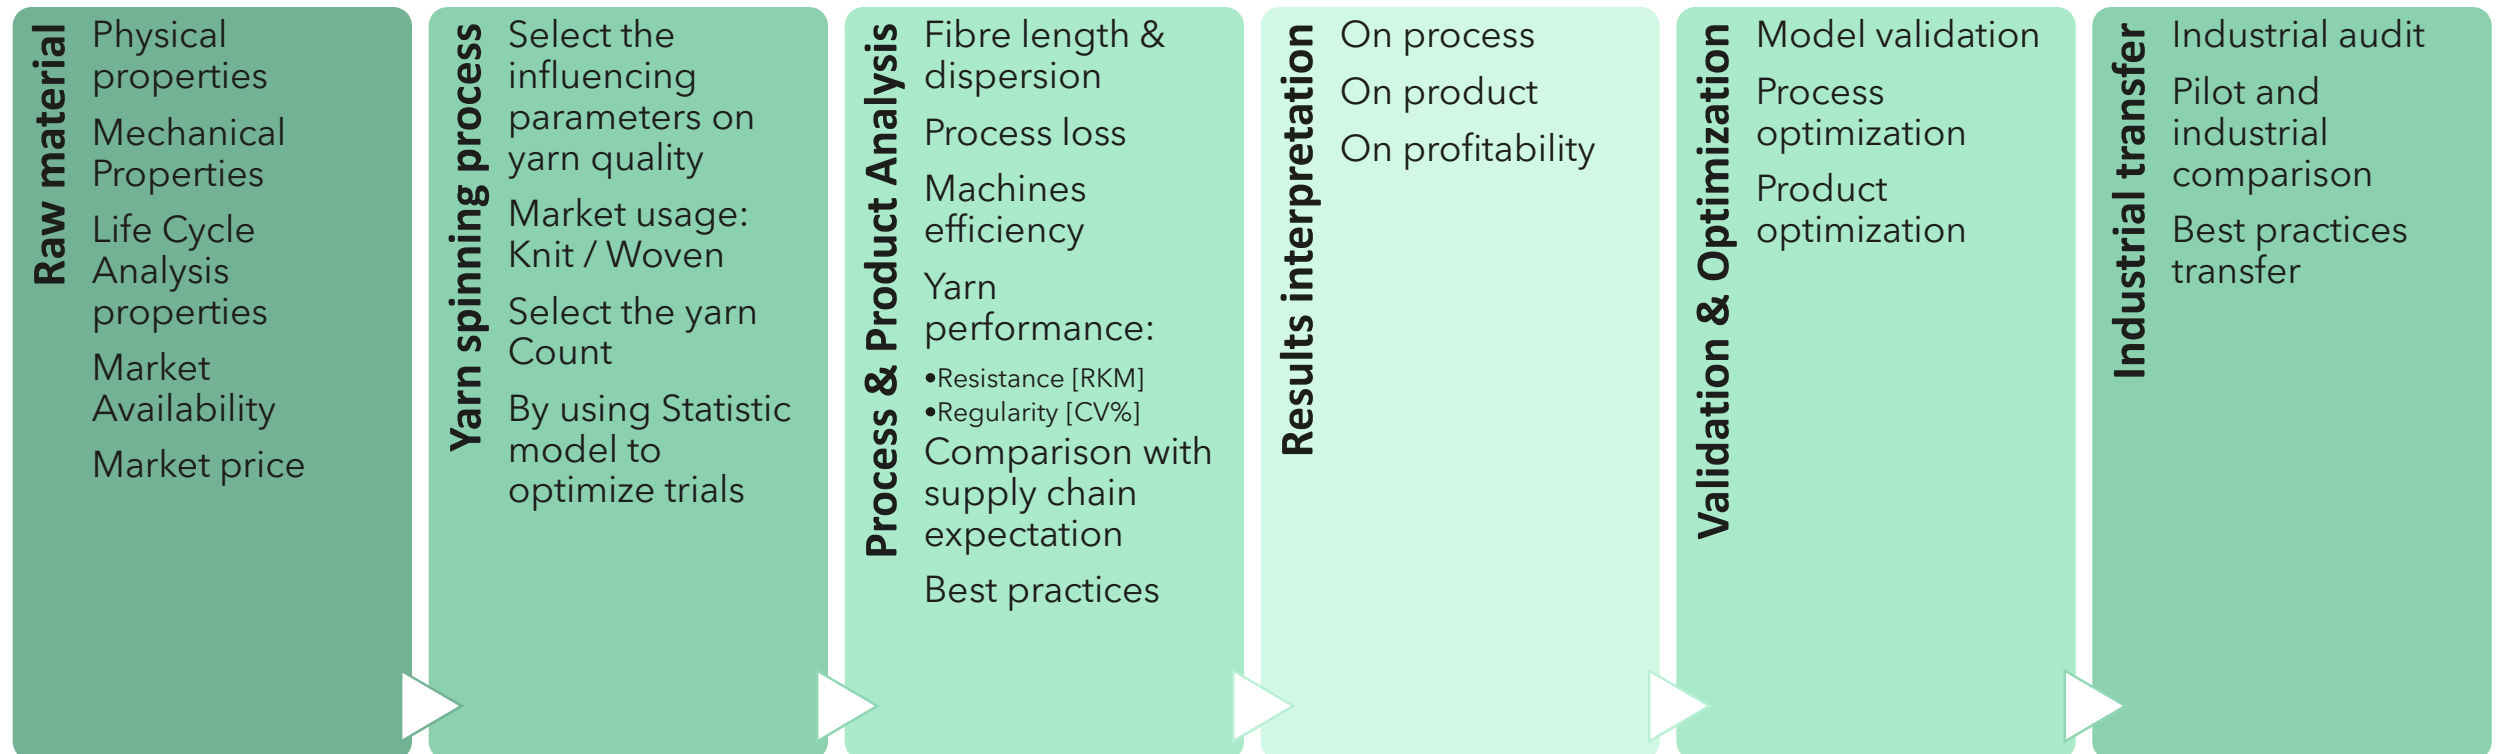 Raw material
Physical
properties
Mechanical
Properties
Life Cycle
Analysis
properties
Market
Availability
Market price
Yarn spinning process
Select the
influencing
parameters on
yarn quality
Market usage:
Knit / Woven
Select the yarn
Count
By using Statistic
model to
optimize trials
Process & Product Analysis
Fibre length &
dispersion
Process loss
Machines
efficiency
Yarn
performance:
•Resistance [RKM]
•Regularity [CV%]
Comparison with
supply chain
expectation
Best practices
Results interpretation
On process
On product
On profitability
Validation & Optimization
Model validation
Process
optimization
Product
optimization
Industrial transfer
Industrial audit
Pilot and
industrial
comparison
Best practices
transfer